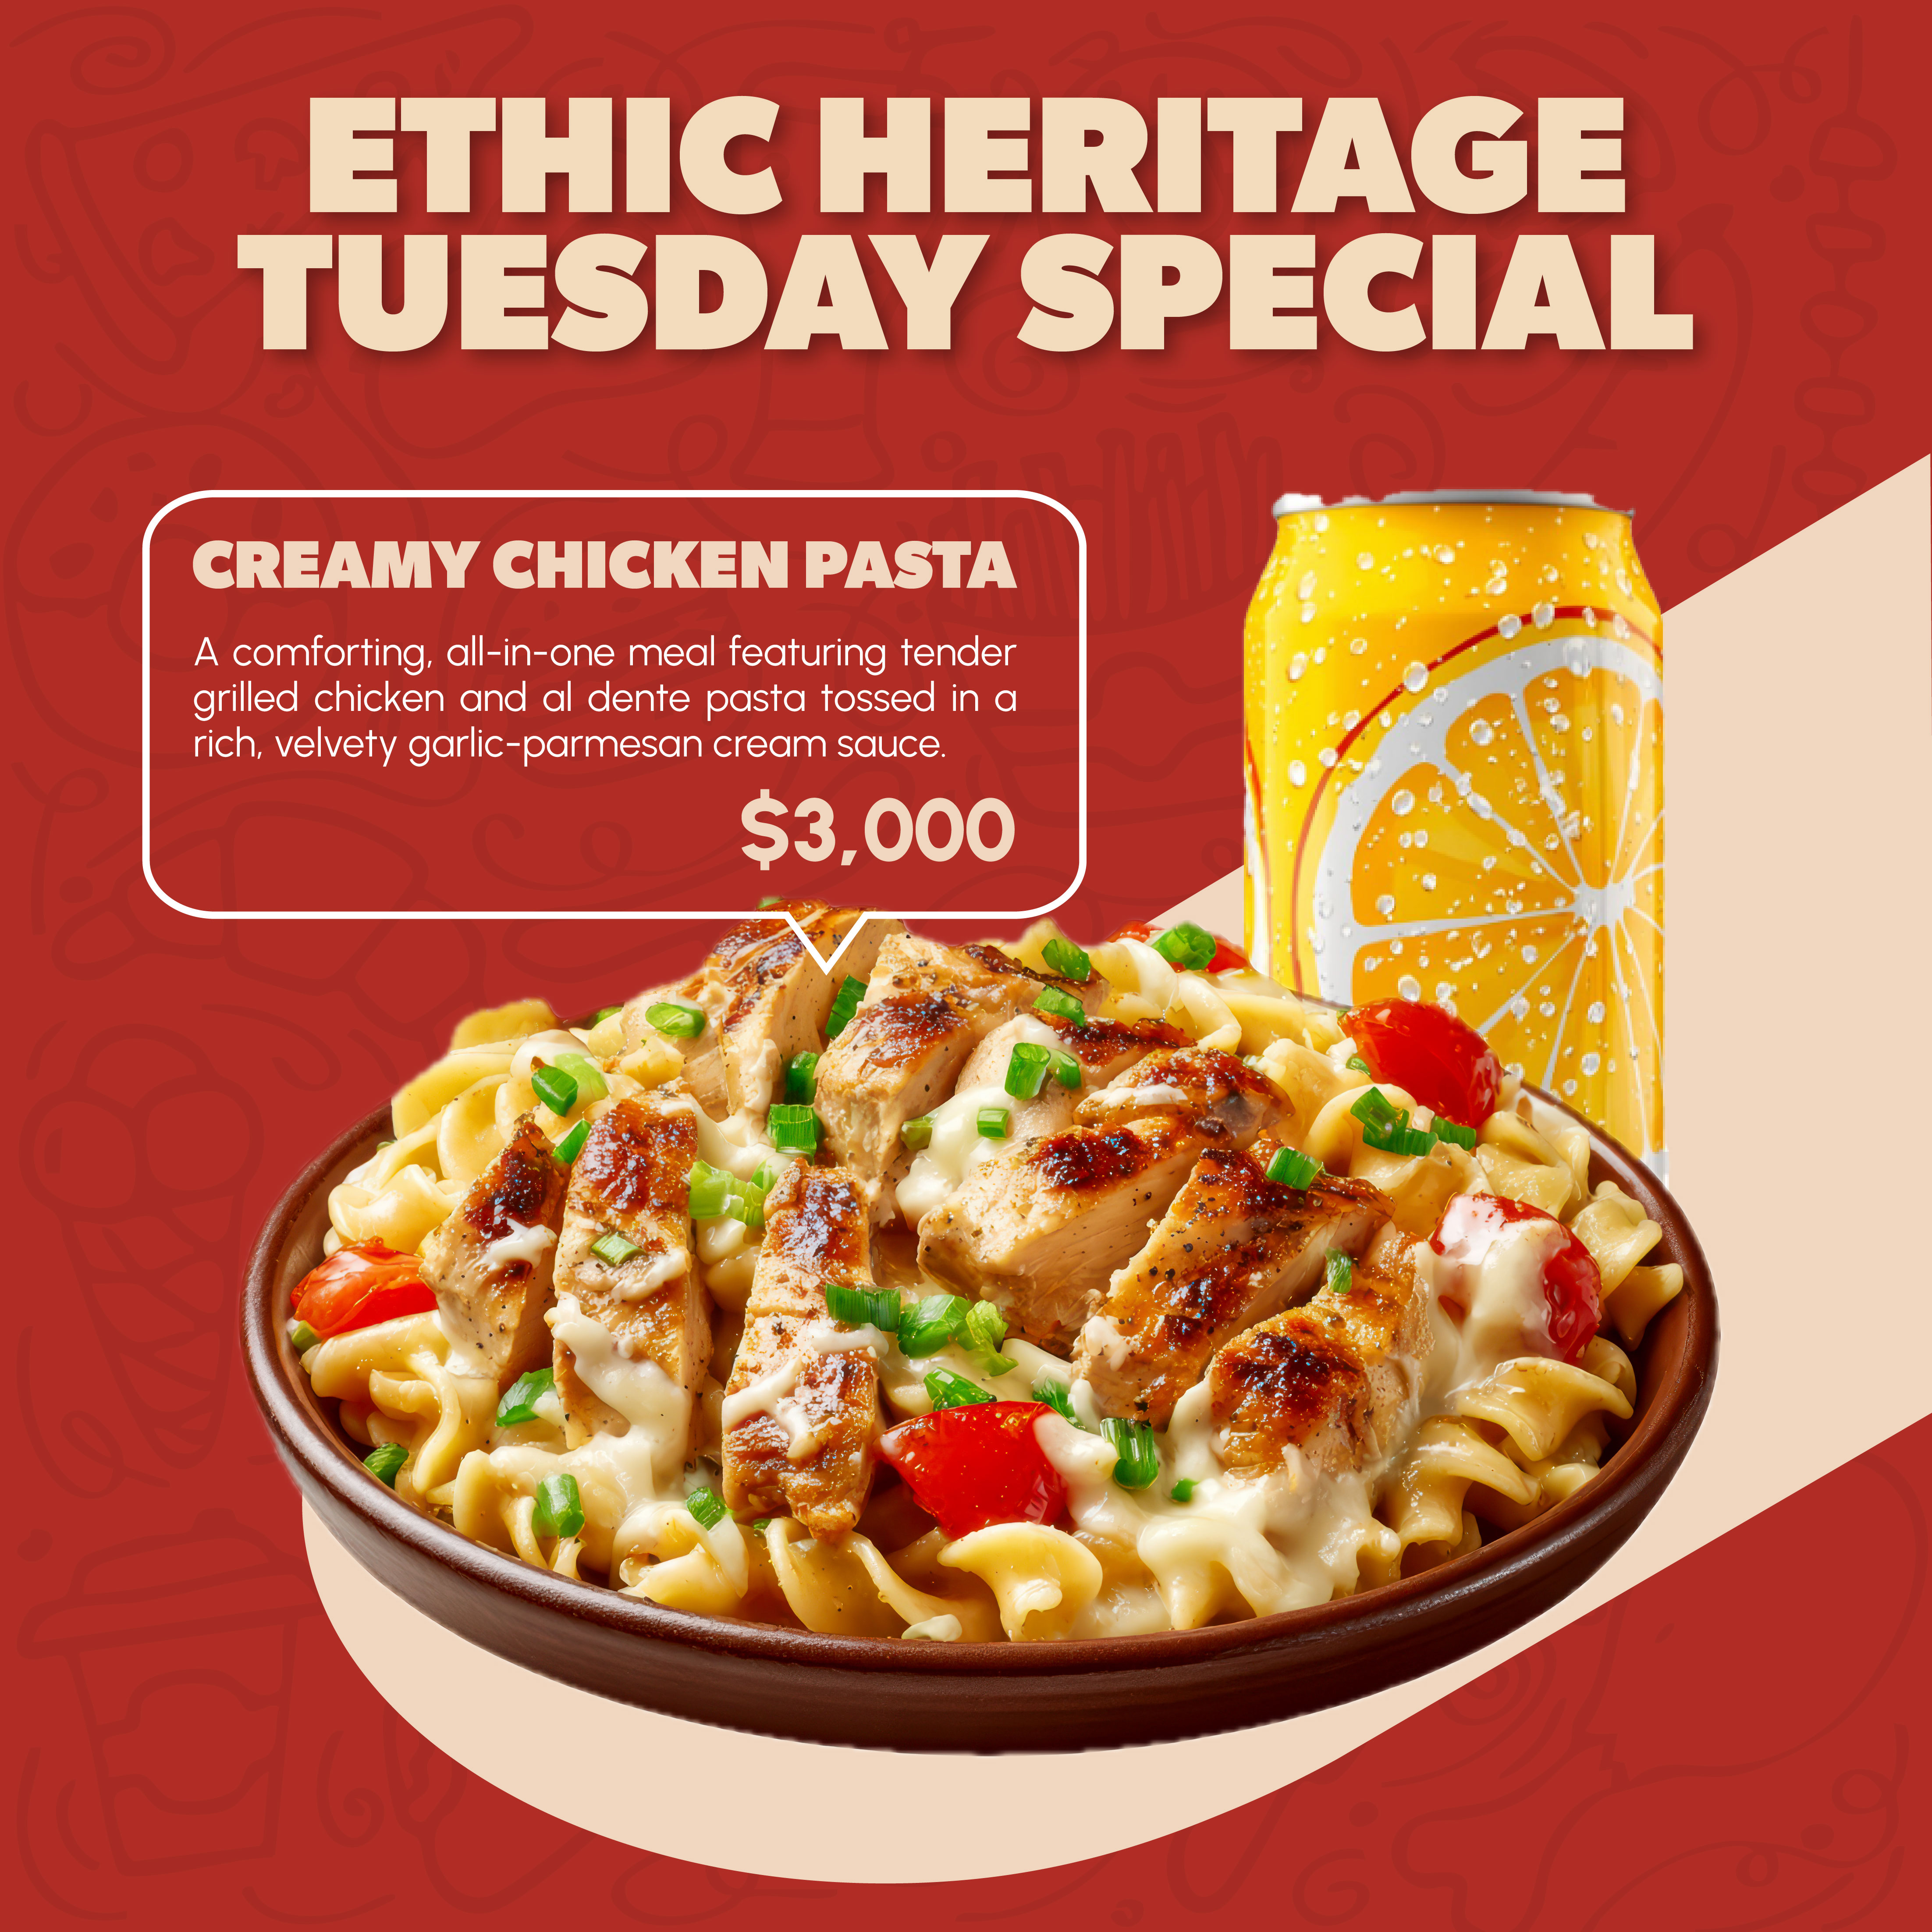 ETHIC HERITAGE
TUESDAY SPECIAL
CREAMY CHICKEN PASTA
A comforting, all-in-one meal featuring tender
grilled chicken and al dente pasta tossed in a
rich, velvety garlic-parmesan cream sauce.
$3,000